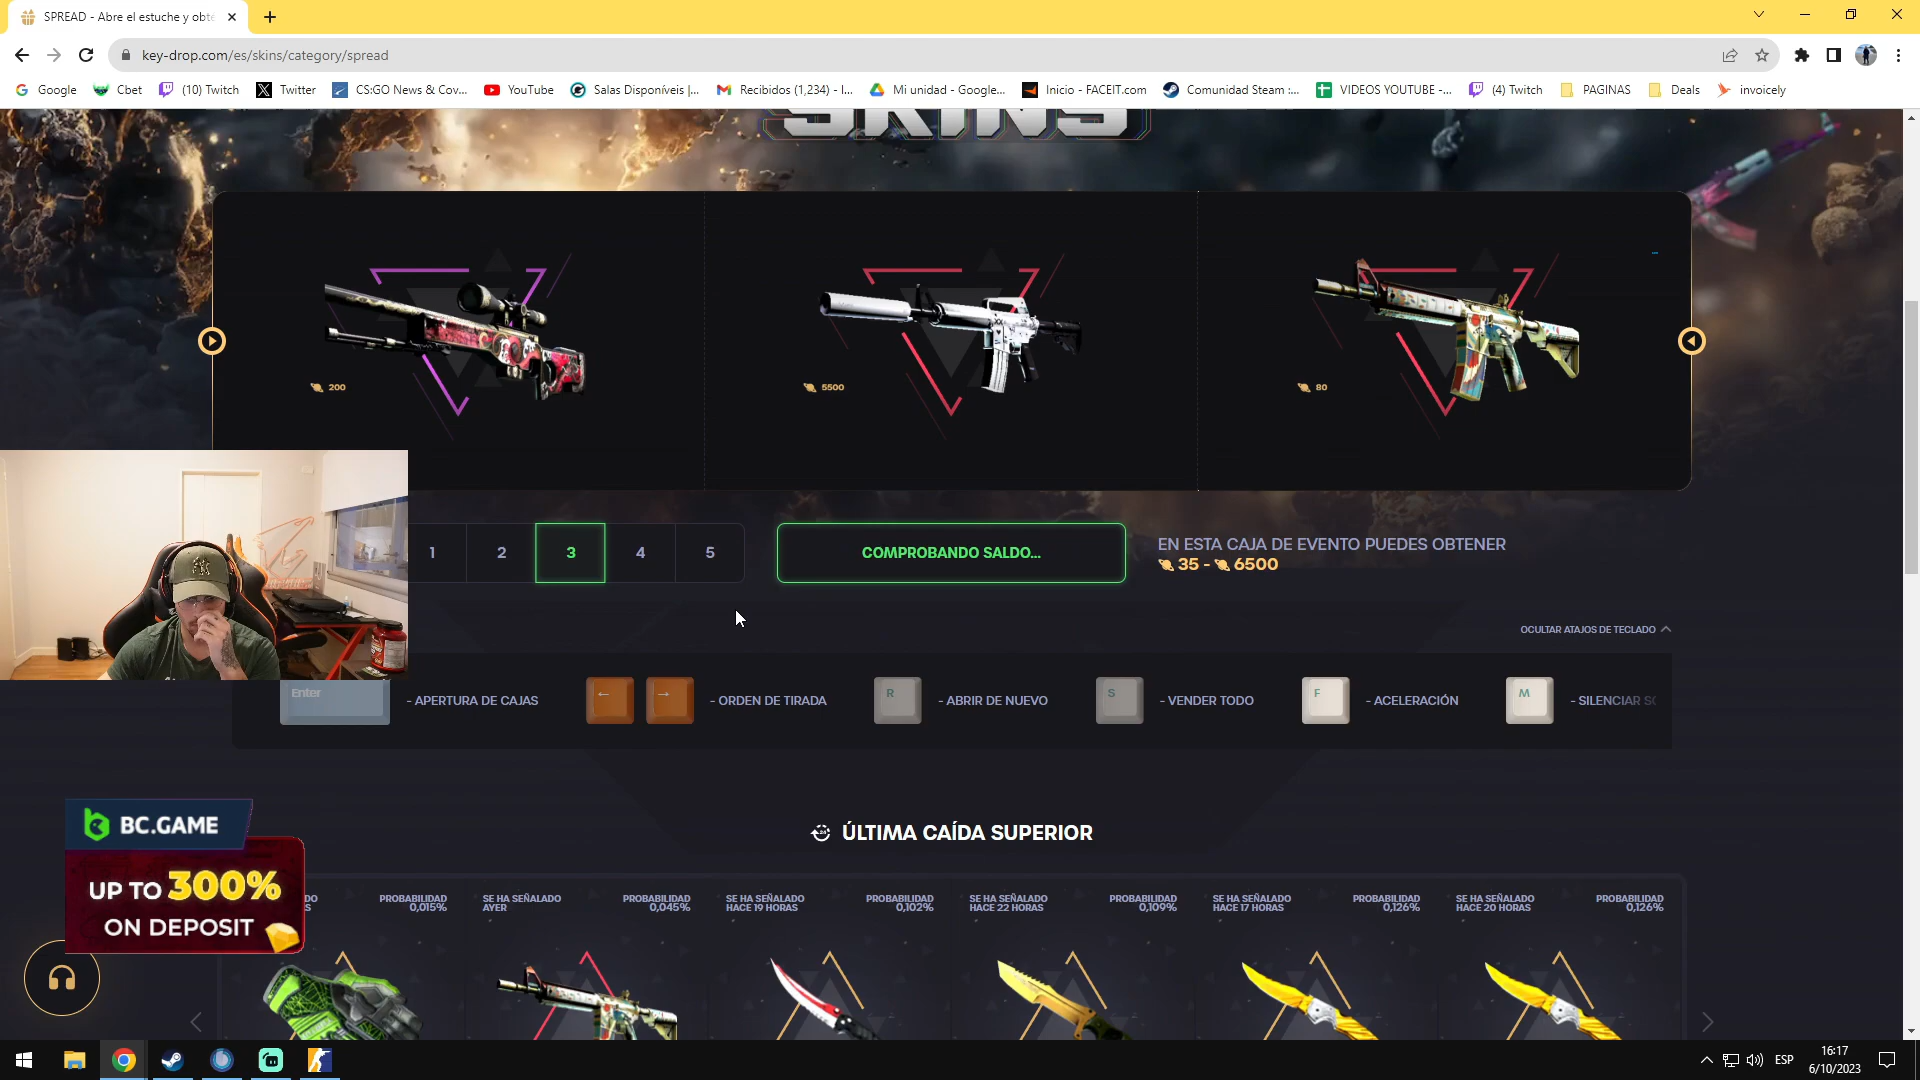 SPREAD - Abre el estuche y obt
key-drop.com/es/skins/category/spread
Google
Cbet
(10) Twitch
Twitter
CS:GO News & Cov...
YouTube
Salas Disponíveis |...
Recibidos (1,234) - I...
Mi unidad - Google...
Inicio - FACEIT.com
Comunidad Steam :...
VIDEOS YOUTUBE -...
(4) Twitch
PAGINAS
Deals
invoicely
SKINS
200
5500
80
1
2
3
4
5
COMPROBANDO SALDO...
EN ESTA CAJA DE EVENTO PUEDES OBTENER
35 - 6500
OCULTAR ATAJOS DE TECLADO
Enter
- APERTURA DE CAJAS
← →
- ORDEN DE TIRADA
R
- ABRIR DE NUEVO
S
- VENDER TODO
F
- ACELERACIÓN
M
- SILENCIAR
BC.GAME
UP TO 300%
ON DEPOSIT
ÚLTIMA CAÍDA SUPERIOR
PROBABILIDAD
0,015%
SE HA SEÑALADO
AYER
PROBABILIDAD
0,045%
SE HA SEÑALADO
HACE 19 HORAS
PROBABILIDAD
0,102%
SE HA SEÑALADO
HACE 22 HORAS
PROBABILIDAD
0,109%
SE HA SEÑALADO
HACE 17 HORAS
PROBABILIDAD
0,126%
SE HA SEÑALADO
HACE 20 HORAS
PROBABILIDAD
0,126%
ESP
16:17
6/10/2023